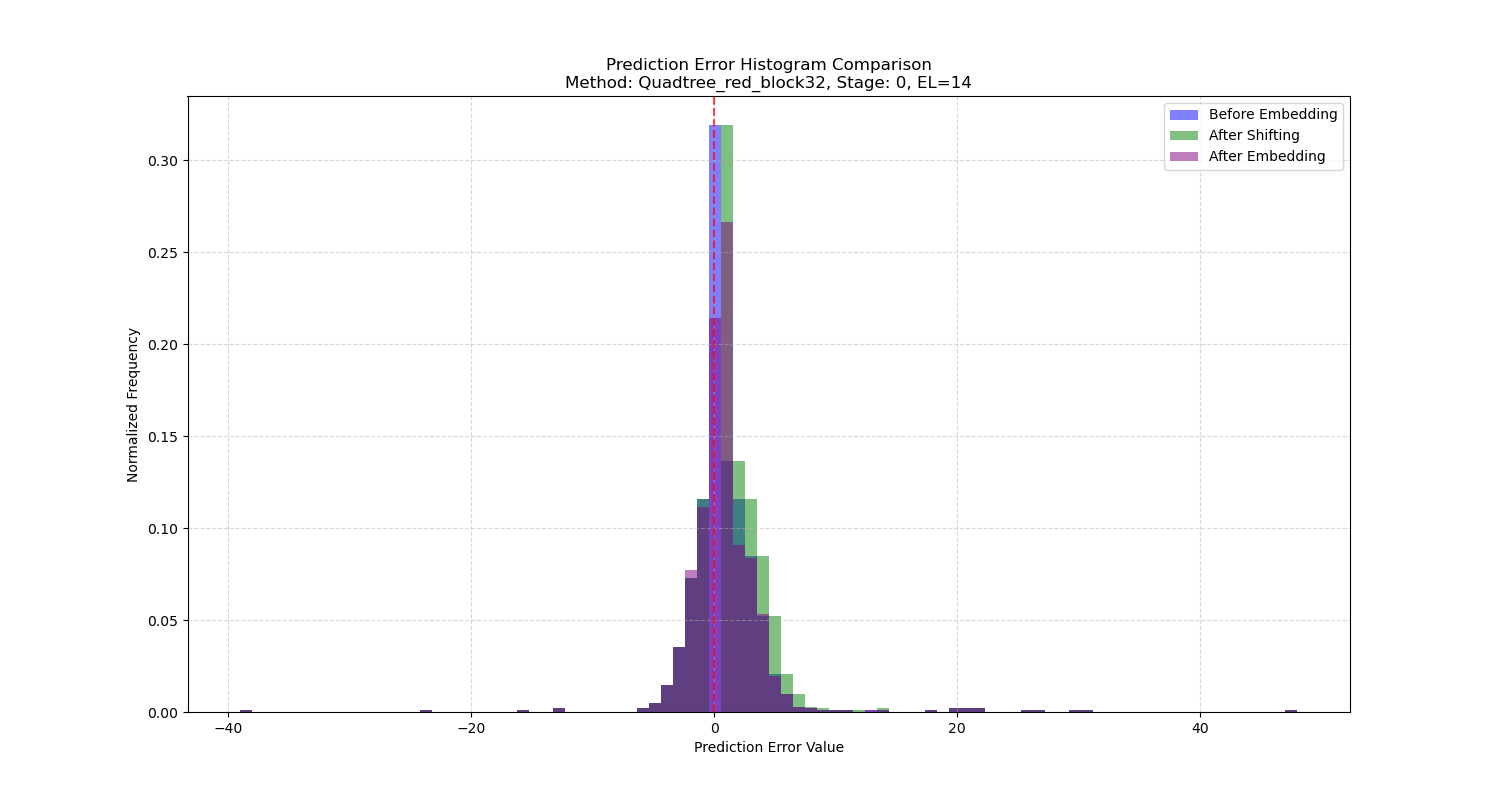 Prediction Error Histogram Comparison
Method: Quadtree_red_block32, Stage: 0, EL=14
Before Embedding
After Shifting
After Embedding
Normalized Frequency
0.30
0.25
0.20
0.15
0.10
0.05
0.00
−40
−20
0
20
40
Prediction Error Value